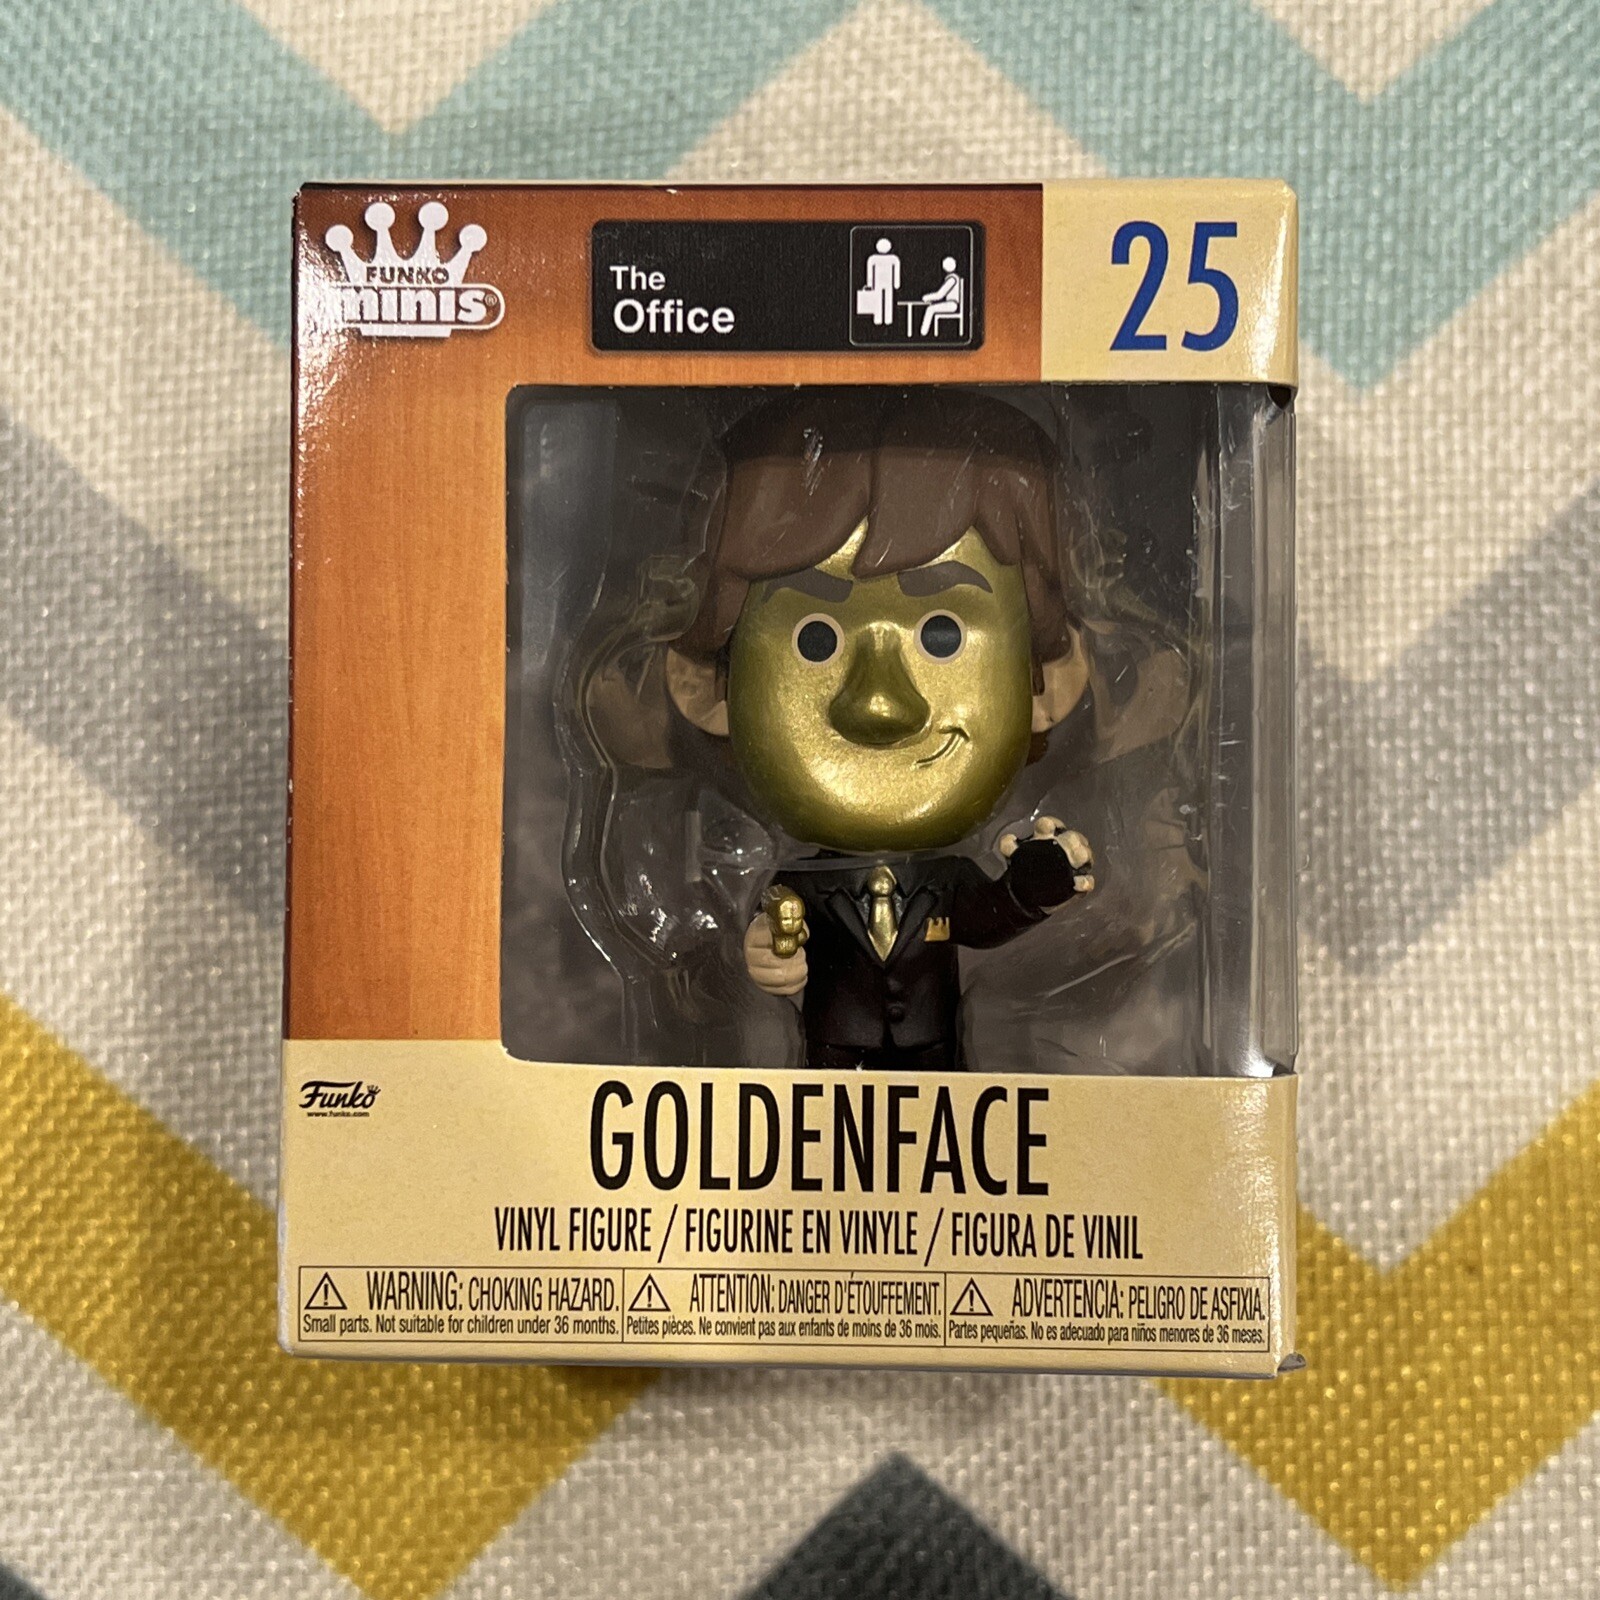 FUNKO
minis®
The
Office
25
Funko
www.funko.com
GOLDENFACE
VINYL FIGURE / FIGURINE EN VINYLE / FIGURA DE VINIL
WARNING: CHOKING HAZARD.
Small parts. Not suitable for children under 36 months.
ATTENTION: DANGER D'ÉTOUFFEMENT.
Petites pièces. Ne convient pas aux enfants de moins de 36 mois.
ADVERTENCIA: PELIGRO DE ASFIXIA.
Partes pequeñas. No es adecuado para niños menores de 36 meses.